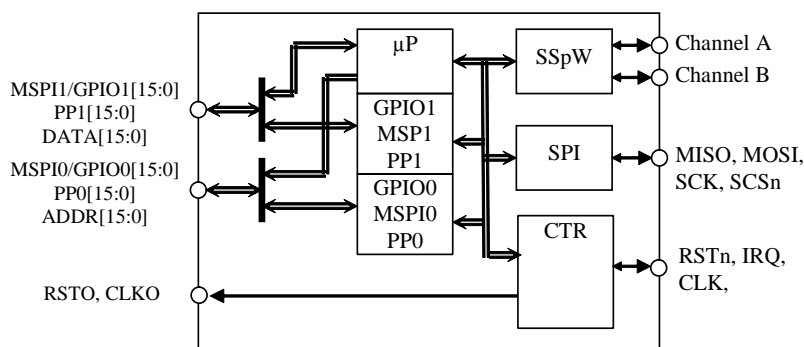 MSPI1/GPIO1[15:0]
PP1[15:0]
DATA[15:0]
MSPI0/GPIO0[15:0]
PP0[15:0]
ADDR[15:0]
RSTO, CLKO
µP
GPIO1
MSP1
PP1
GPIO0
MSPI0
PP0
SSpW
SPI
CTR
Channel A
Channel B
MISO, MOSI,
SCK, SCSn
RSTn, IRQ,
CLK,